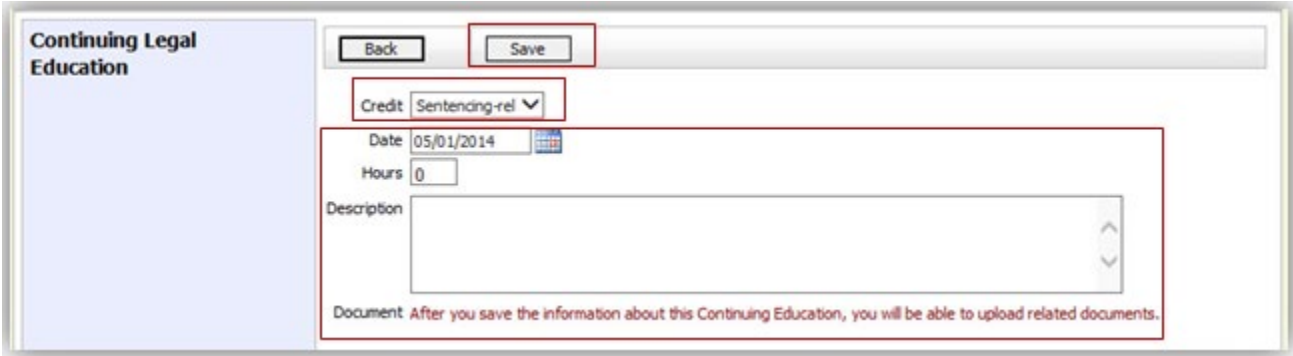 Continuing Legal
Education
Back Save
Credit Sentencing-rel
Date 05/01/2014
Hours 0
Description
Document After you save the information about this Continuing Education, you will be able to upload related documents.